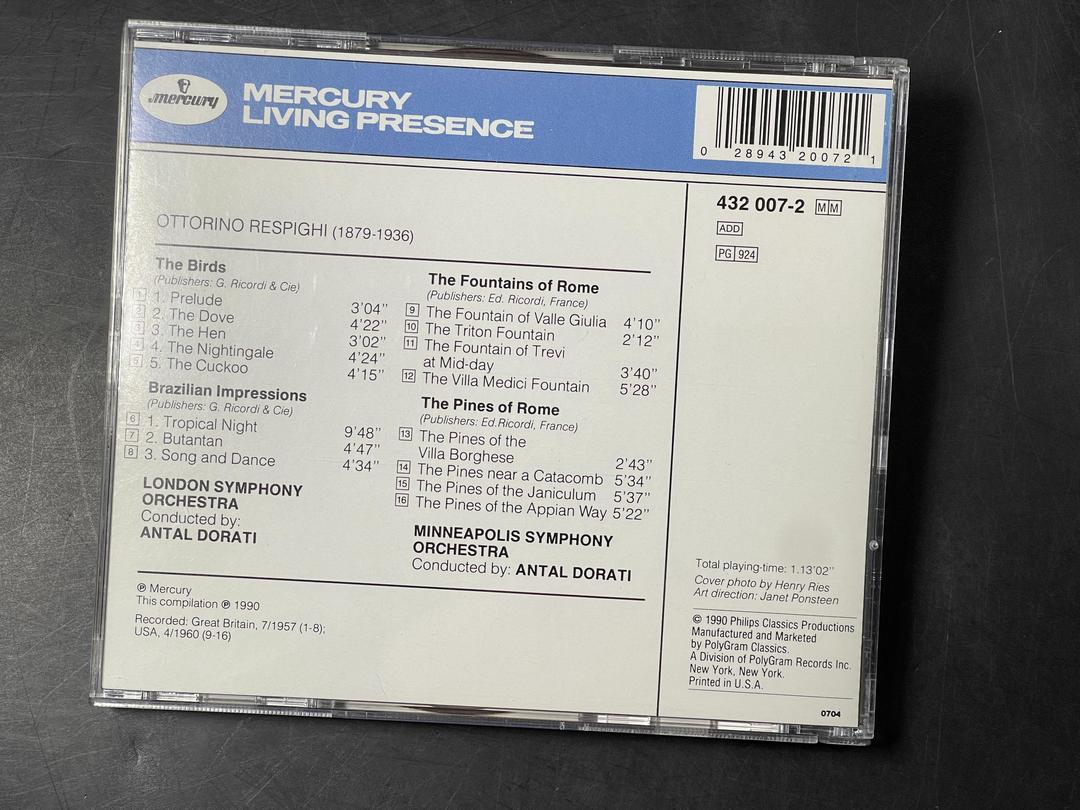 mercury
MERCURY
LIVING PRESENCE
0 28943 20072 1
432 007-2 MM
ADD
PG 924
OTTORINO RESPIGHI (1879-1936)
The Birds
(Publishers: G. Ricordi & Cie)
1 1. Prelude 3'04"
2 2. The Dove 4'22"
3 3. The Hen 3'02"
4 4. The Nightingale 4'24"
5 5. The Cuckoo 4'15"
Brazilian Impressions
(Publishers: G. Ricordi & Cie)
6 1. Tropical Night 9'48"
7 2. Butantan 4'47"
8 3. Song and Dance 4'34"
LONDON SYMPHONY
ORCHESTRA
Conducted by:
ANTAL DORATI
The Fountains of Rome
(Publishers: Ed. Ricordi, France)
9 The Fountain of Valle Giulia 4'10"
10 The Triton Fountain 2'12"
11 The Fountain of Trevi
at Mid-day 3'40"
12 The Villa Medici Fountain 5'28"
The Pines of Rome
(Publishers: Ed.Ricordi, France)
13 The Pines of the
Villa Borghese 2'43"
14 The Pines near a Catacomb 5'34"
15 The Pines of the Janiculum 5'37"
16 The Pines of the Appian Way 5'22"
MINNEAPOLIS SYMPHONY
ORCHESTRA
Conducted by: ANTAL DORATI
℗ Mercury
This compilation ℗ 1990
Recorded: Great Britain, 7/1957 (1-8);
USA, 4/1960 (9-16)
Total playing-time: 1.13'02"
Cover photo by Henry Ries
Art direction: Janet Ponsteen
© 1990 Philips Classics Productions
Manufactured and Marketed
by PolyGram Classics.
A Division of PolyGram Records Inc.
New York, New York.
Printed in U.S.A.
0704